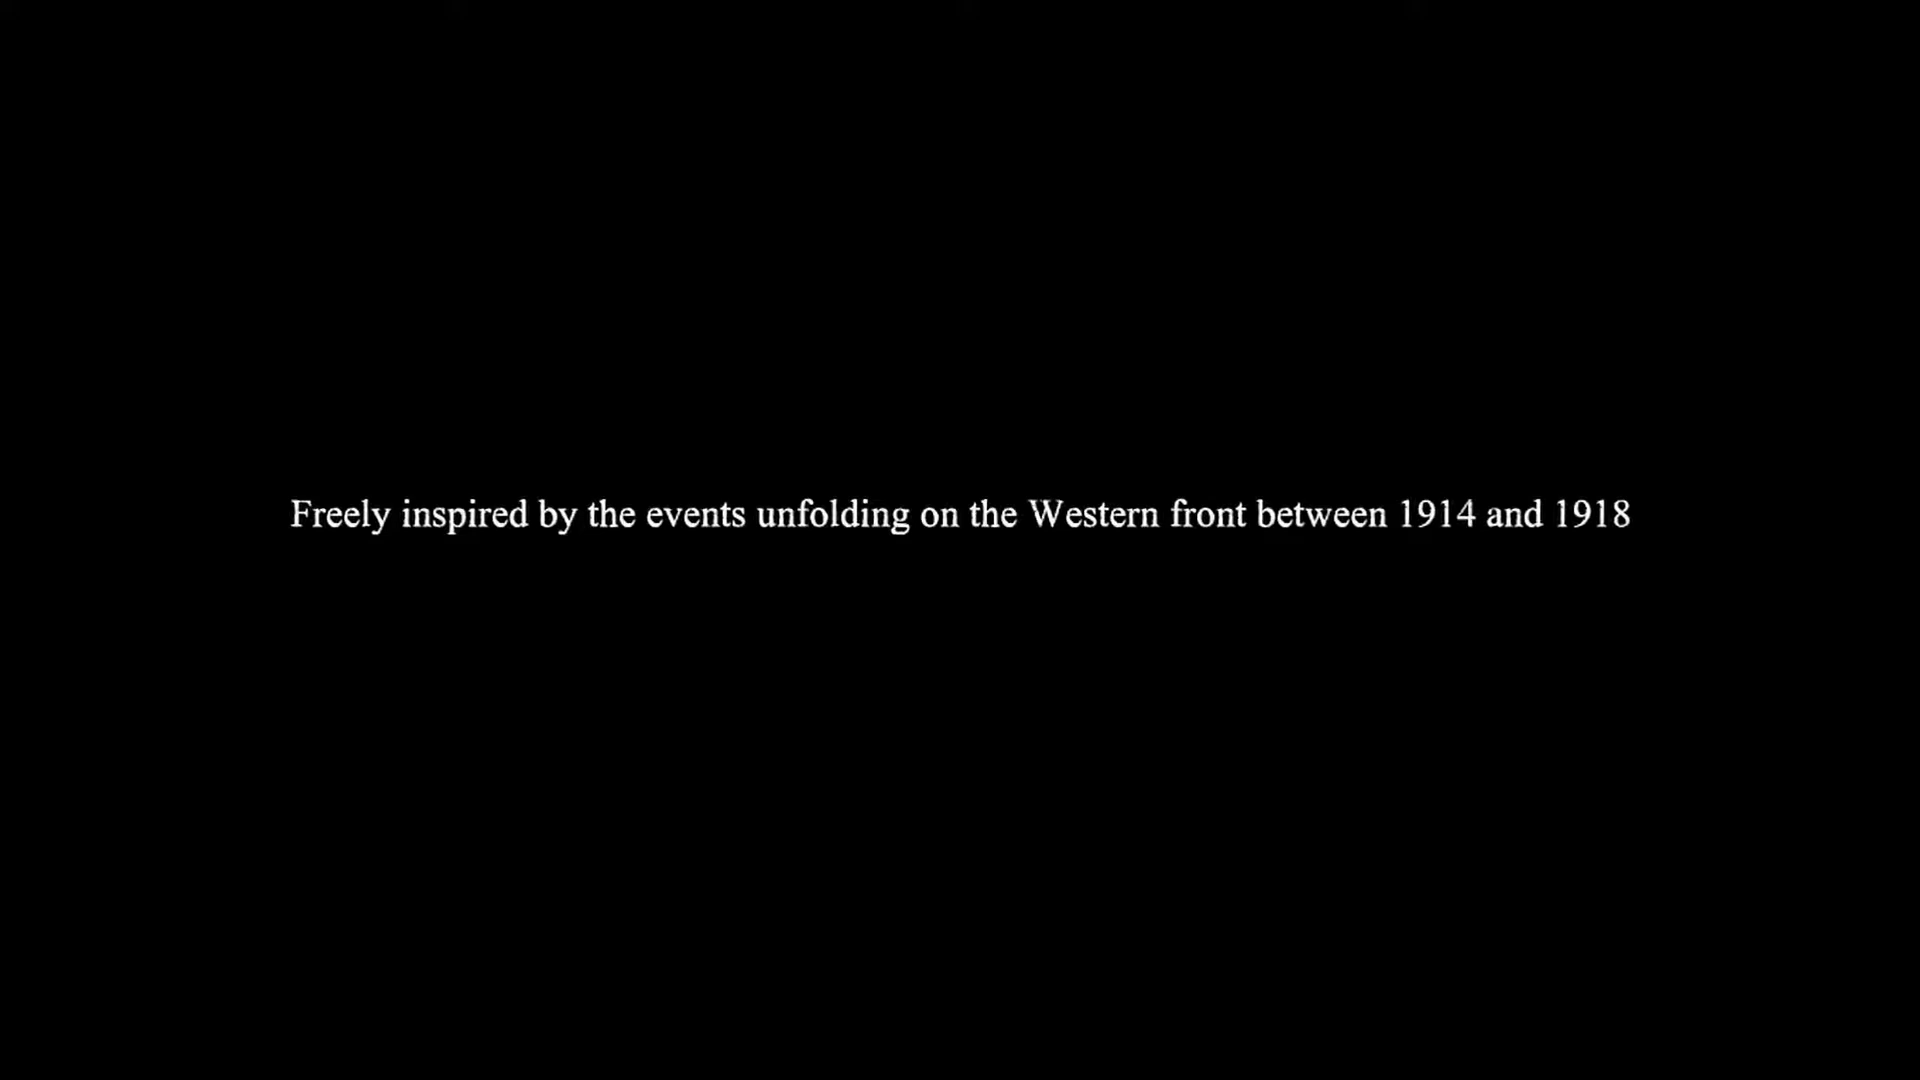 Freely inspired by the events unfolding on the Western front between 1914 and 1918